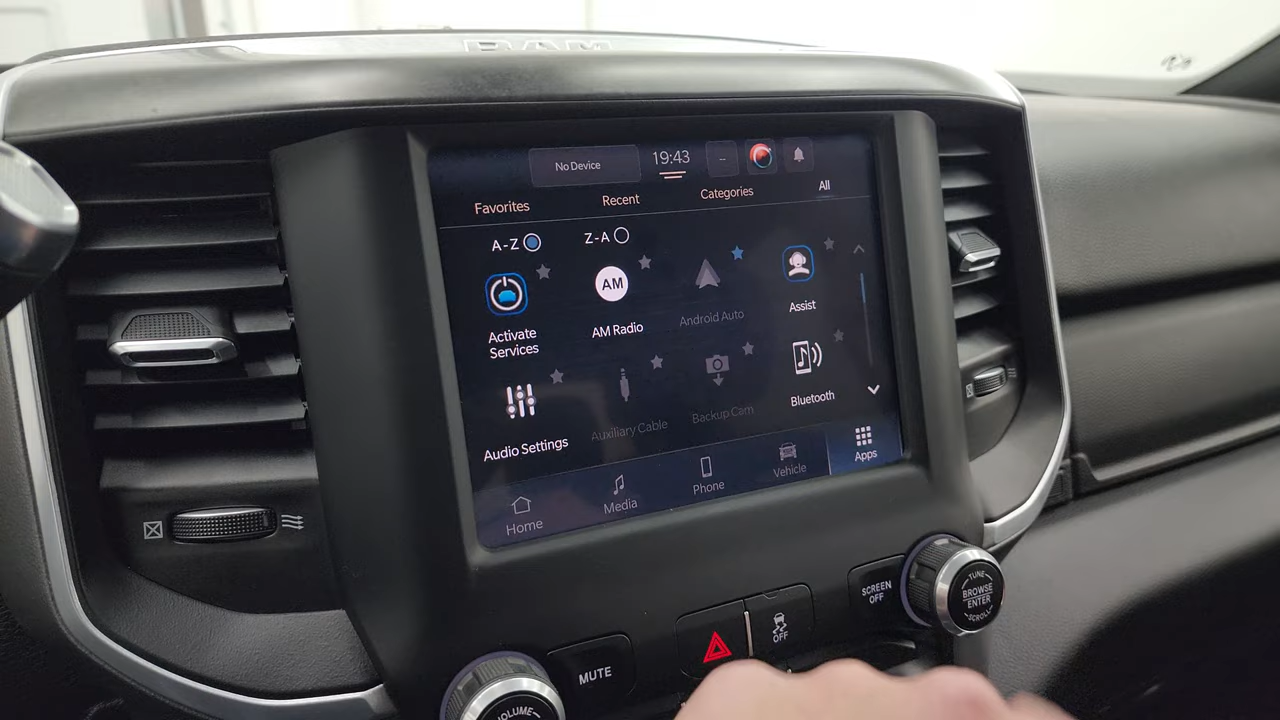 RAM
No Device
19:43
--
Favorites
Recent
Categories
All
A-Z
Z-A
Activate
Services
AM
AM Radio
Android Auto
Assist
Audio Settings
Auxiliary Cable
Backup Cam
Bluetooth
Home
Media
Phone
Vehicle
Apps
SCREEN
OFF
TUNE
BROWSE
ENTER
SCROLL
OFF
MUTE
VOLUME